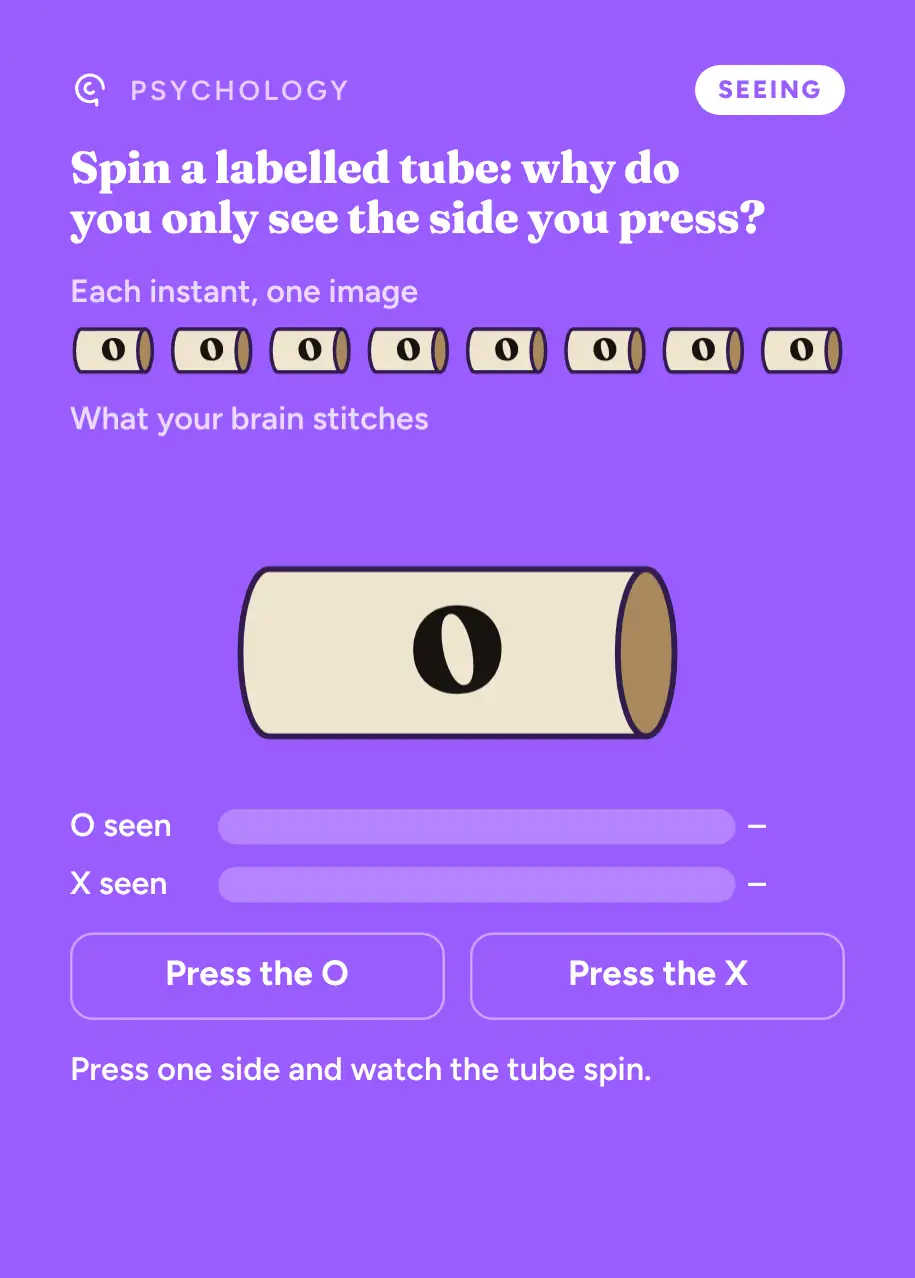 PSYCHOLOGY
SEEING
Spin a labelled tube: why do
you only see the side you press?
Each instant, one image
O O O O O O O O
What your brain stitches
O
O seen –
X seen –
Press the O
Press the X
Press one side and watch the tube spin.